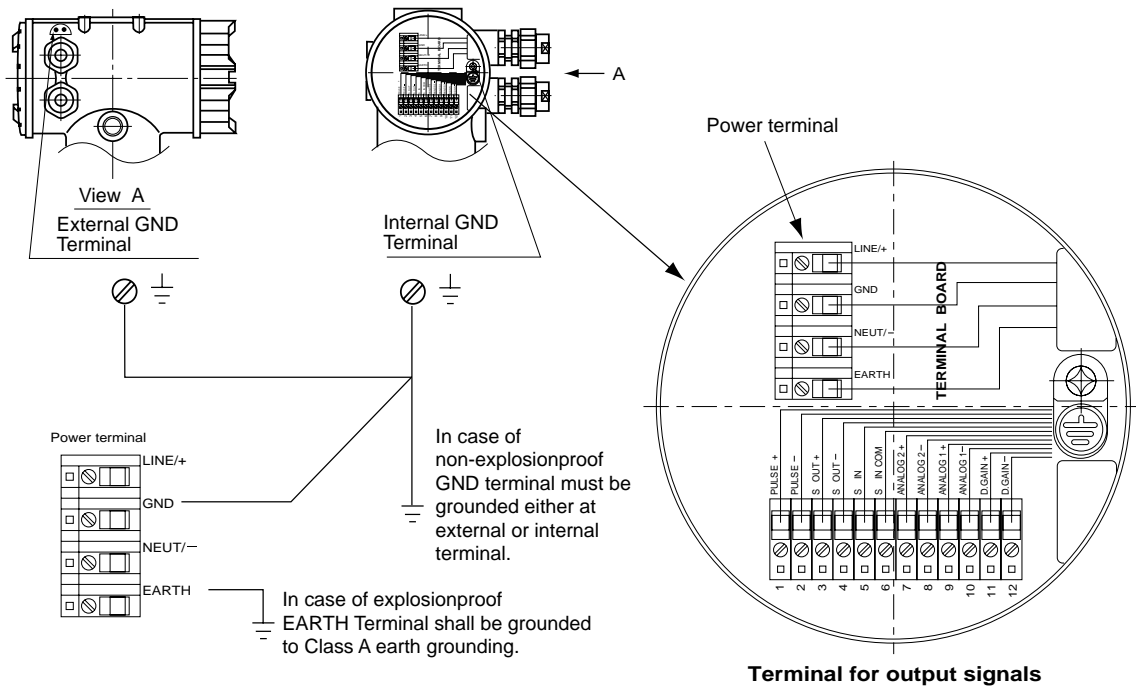 A
View A
External GND
Terminal
Internal GND
Terminal
Power terminal
LINE/+
GND
NEUT/−
EARTH
TERMINAL BOARD
Power terminal
LINE/+
GND
NEUT/−
EARTH
In case of
non-explosionproof
GND terminal must be
grounded either at
external or internal
terminal.
In case of explosionproof
EARTH Terminal shall be grounded
to Class A earth grounding.
PULSE +
PULSE −
S OUT +
S OUT −
S IN
S IN COM
ANALOG 2 +
ANALOG 2 −
ANALOG 1 +
ANALOG 1 −
D.GAIN +
D.GAIN −
1 2 3 4 5 6 7 8 9 10 11 12
Terminal for output signals